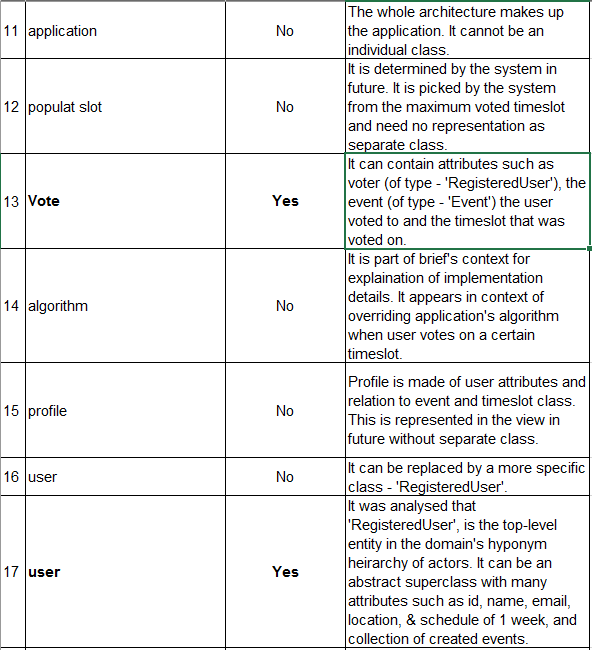 11 application No The whole architecture makes up
the application. It cannot be an
individual class.
12 populat slot No It is determined by the system in
future. It is picked by the system
from the maximum voted timeslot
and need no representation as
separate class.
13 Vote Yes It can contain attributes such as
voter (of type - 'RegisteredUser'), the
event (of type - 'Event') the user
voted to and the timeslot that was
voted on.
14 algorithm No It is part of brief's context for
explaination of implementation
details. It appears in context of
overriding application's algorithm
when user votes on a certain
timeslot.
15 profile No Profile is made of user attributes and
relation to event and timeslot class.
This is represented in the view in
future without separate class.
16 user No It can be replaced by a more specific
class - 'RegisteredUser'.
17 user Yes It was analysed that
'RegisteredUser', is the top-level
entity in the domain's hyponym
heirarchy of actors. It can be an
abstract superclass with many
attributes such as id, name, email,
location, & schedule of 1 week, and
collection of created events.